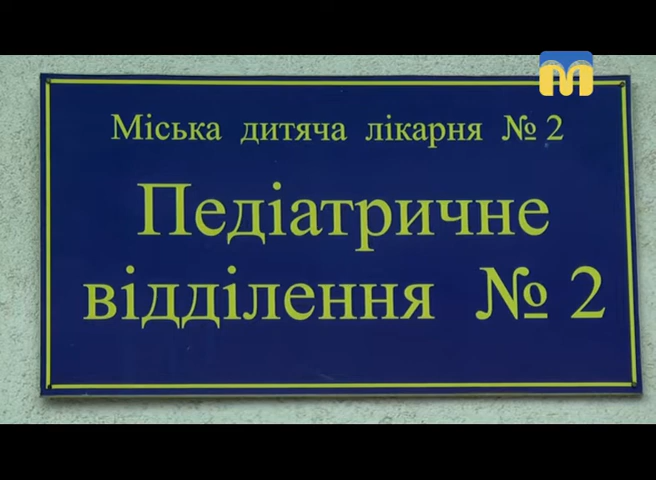 Міська дитяча лікарня № 2
Педіатричне
відділення № 2